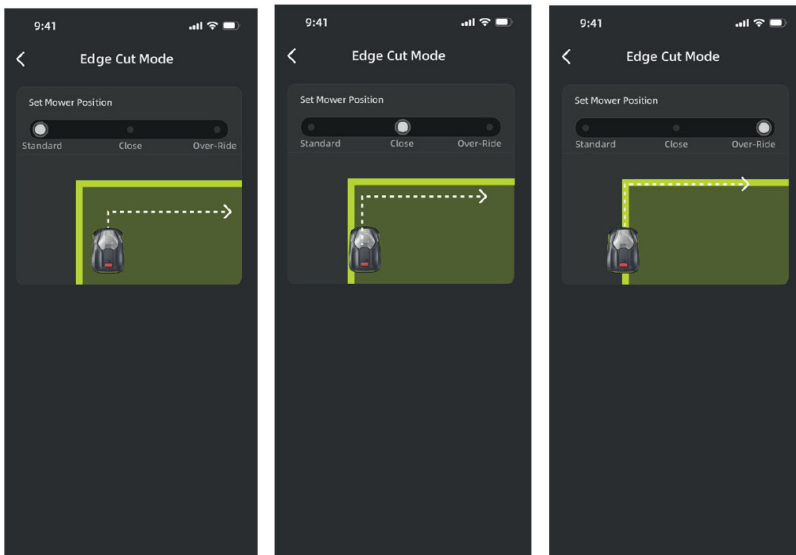 9:41
Edge Cut Mode
Set Mower Position
Standard Close Over-Ride
9:41
Edge Cut Mode
Set Mower Position
Standard Close Over-Ride
9:41
Edge Cut Mode
Set Mower Position
Standard Close Over-Ride